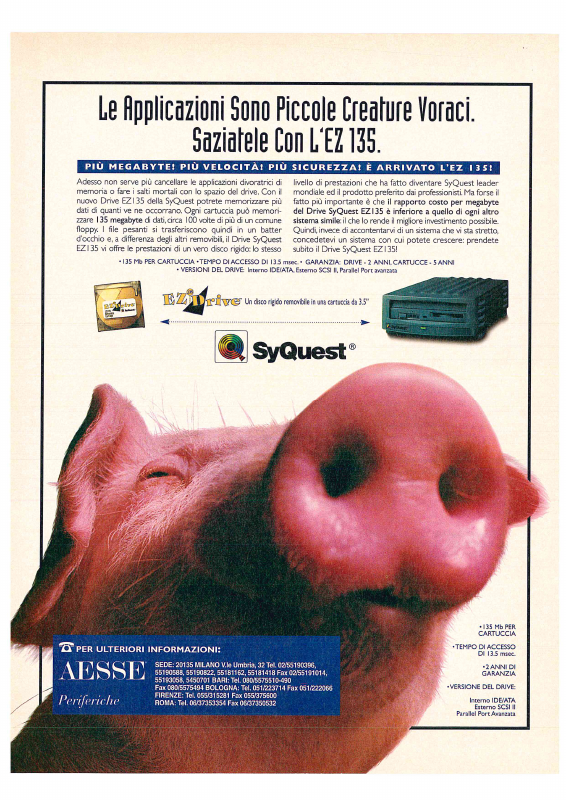 Le Applicazioni Sono Piccole Creature Voraci.
Saziatele Con L'EZ 135.
PIÙ MEGABYTE! PIÙ VELOCITÀ! PIÙ SICUREZZA! È ARRIVATO L'EZ 135!
Adesso non serve più cancellare le applicazioni divoratrici di
memoria o fare i salti mortali con lo spazio del drive. Con il
nuovo Drive EZ135 della SyQuest potrete memorizzare più
dati di quanti ve ne occorrano. Ogni cartuccia può memori-
zzare 135 megabyte di dati, circa 100 volte di più di un comune
floppy. I file pesanti si trasferiscono quindi in un batter
d'occhio e, a differenza degli altri removibili, il Drive SyQuest
EZ135 vi offre le prestazioni di un vero disco rigido: lo stesso
livello di prestazioni che ha fatto diventare SyQuest leader
mondiale ed il prodotto preferito dai professionisti. Ma forse il
fatto più importante è che il rapporto costo per megabyte
del Drive SyQuest EZ135 è inferiore a quello di ogni altro
sistema simile: il che lo rende il migliore investimento possibile.
Quindi, invece di accontentarvi di un sistema che vi sta stretto,
concedetevi un sistema con cui potete crescere: prendete
subito il Drive SyQuest EZ135!
•135 Mb PER CARTUCCIA •TEMPO DI ACCESSO DI 13.5 msec. • GARANZIA: DRIVE - 2 ANNI, CARTUCCE - 5 ANNI
• VERSIONI DEL DRIVE: Interno IDE/ATA, Esterno SCSI II, Parallel Port avanzata
EZ Drive Un disco rigido removibile in una cartuccia da 3.5"
SyQuest®
•135 Mb PER
CARTUCCIA
•TEMPO DI ACCESSO
DI 13.5 msec.
•2 ANNI DI
GARANZIA
•VERSIONE DEL DRIVE:
Interno IDE/ATA
Esterno SCSI II
Parallel Port Avanzata
☎PER ULTERIORI INFORMAZIONI:
AESSE
Periferiche
SEDE: 20135 MILANO V.le Umbria, 32 Tel. 02/55190396,
55190588, 55190822, 55181162, 55181418 Fax 02/55191014,
55193058, 5450701 BARI: Tel. 080/5575510-490
Fax 080/5575494 BOLOGNA: Tel. 051/223714 Fax 051/222066
FIRENZE: Tel. 055/315281 Fax 055/375600
ROMA: Tel. 06/37353354 Fax 06/37350532